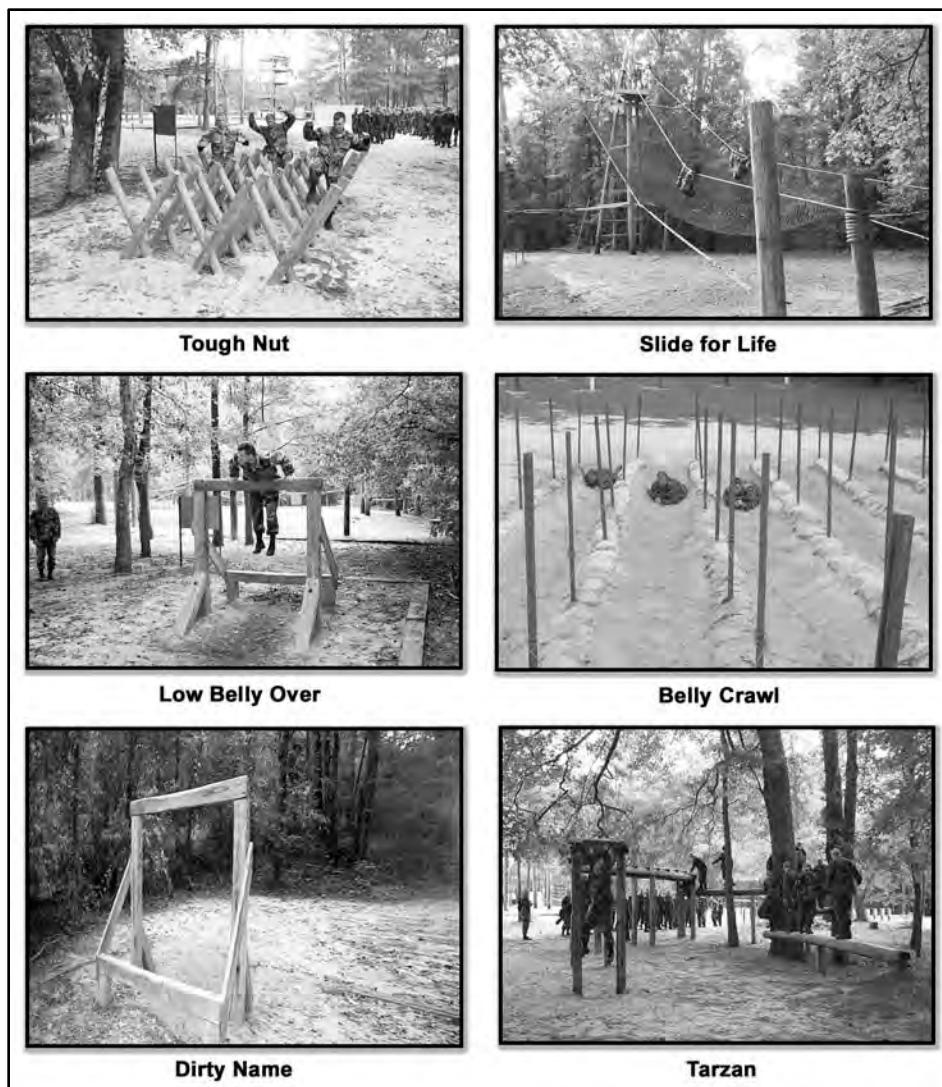 Tough Nut
Slide for Life
Low Belly Over
Belly Crawl
Dirty Name
Tarzan